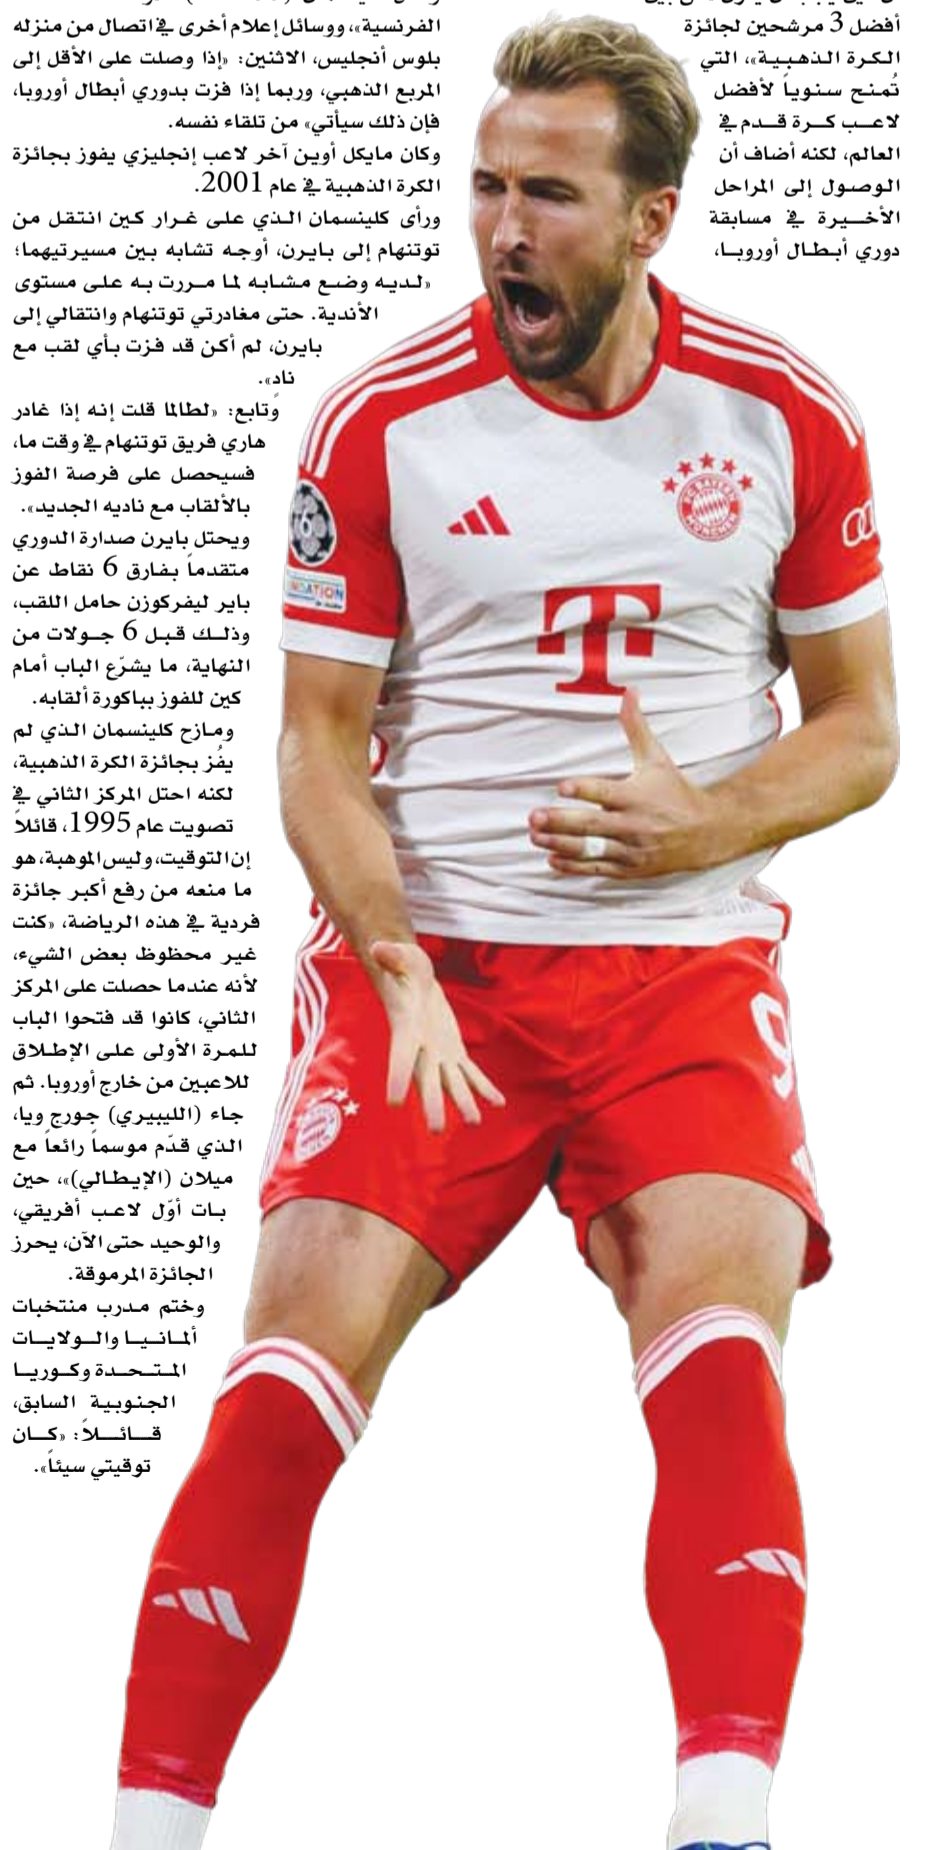 أفضل 3 مرشحين لجائزة
الكرة الذهبية»، التي
تُمنح سنوياً لأفضل
لاعب كرة قدم في
العالم، لكنه أضاف أن
الوصول إلى المراحل
الأخيرة في مسابقة
دوري أبطال أوروبا،
الفرنسية»، ووسائل إعلام أخرى في اتصال من منزله
بلوس أنجليس، الاثنين: «إذا وصلت على الأقل إلى
المربع الذهبي، وربما إذا فزت بدوري أبطال أوروبا،
فإن ذلك سيأتي» من تلقاء نفسه.
وكان مايكل أوين آخر لاعب إنجليزي يفوز بجائزة
الكرة الذهبية في عام 2001.
ورأى كلينسمان الذي على غرار كين انتقل من
توتنهام إلى بايرن، أوجه تشابه بين مسيرتيهما؛
«لديه وضع مشابه لما مررت به على مستوى
الأندية. حتى مغادرتي توتنهام وانتقالي إلى
بايرن، لم أكن قد فزت بأي لقب مع
نادٍ».
وتابع: «لطالما قلت إنه إذا غادر
هاري فريق توتنهام في وقت ما،
فسيحصل على فرصة الفوز
بالألقاب مع ناديه الجديد».
ويحتل بايرن صدارة الدوري
متقدماً بفارق 6 نقاط عن
باير ليفركوزن حامل اللقب،
وذلك قبل 6 جولات من
النهاية، ما يشرّع الباب أمام
كين للفوز بباكورة ألقابه.
ومازح كلينسمان الذي لم
يفُز بجائزة الكرة الذهبية،
لكنه احتل المركز الثاني في
تصويت عام 1995، قائلاً
إن التوقيت، وليس الموهبة، هو
ما منعه من رفع أكبر جائزة
فردية في هذه الرياضة، «كنت
غير محظوظ بعض الشيء،
لأنه عندما حصلت على المركز
الثاني، كانوا قد فتحوا الباب
للمرة الأولى على الإطلاق
للاعبين من خارج أوروبا. ثم
جاء (الليبيري) جورج ويا،
الذي قدّم موسماً رائعاً مع
ميلان (الإيطالي)»، حين
بات أوّل لاعب أفريقي،
والوحيد حتى الآن، يحرز
الجائزة المرموقة.
وختم مدرب منتخبات
ألمانيا والولايات
المتحدة وكوريا
الجنوبية السابق،
قائلاً: «كان
توقيتي سيئاً».
FC BAYERN
MÜNCHEN
6
NDATION
T
9